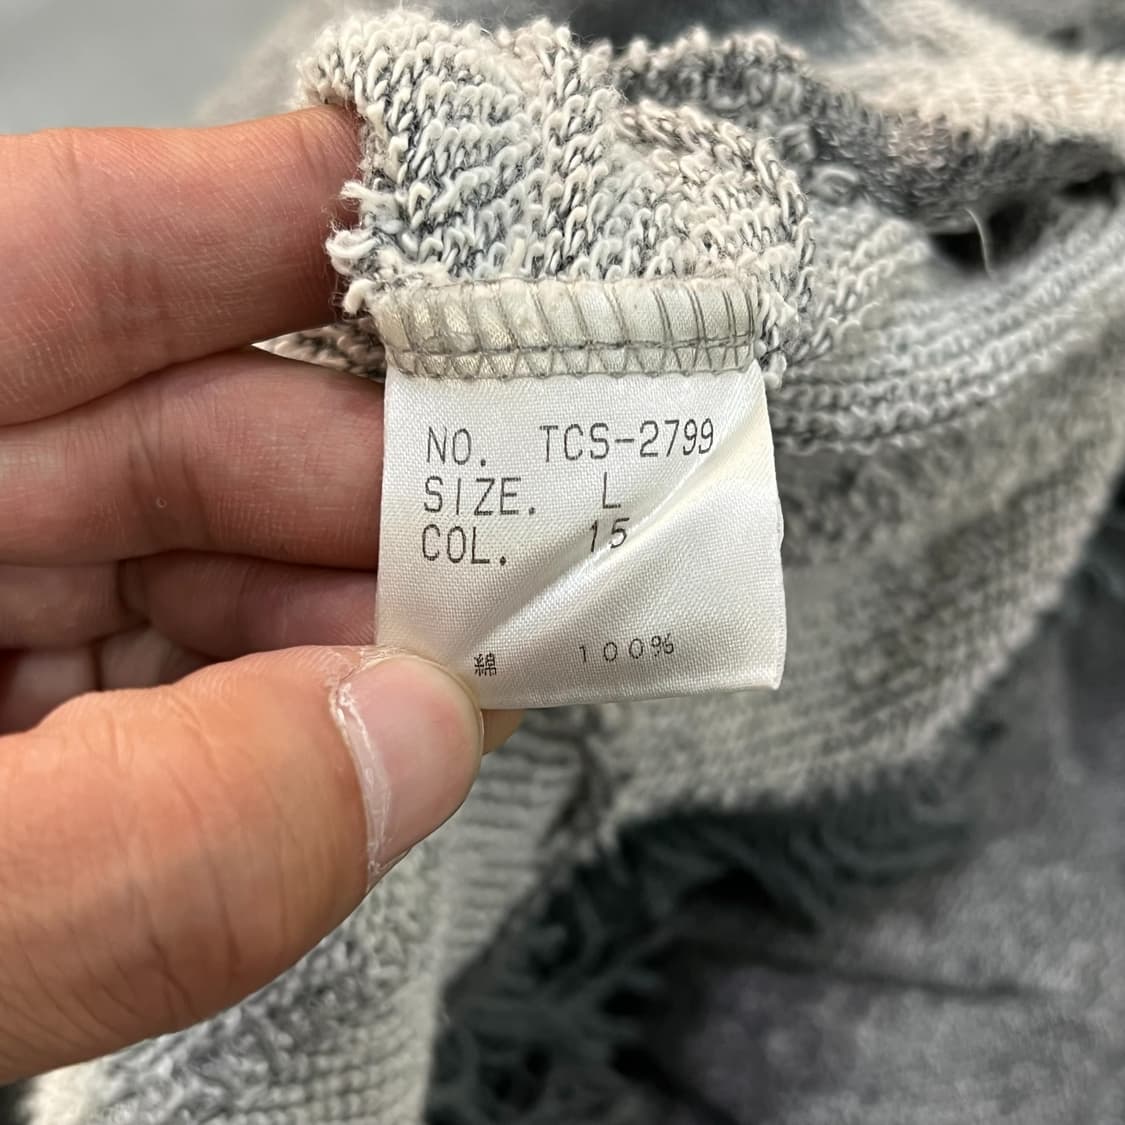 NO. TCS-2799
SIZE. L
COL. 15
綿 100%